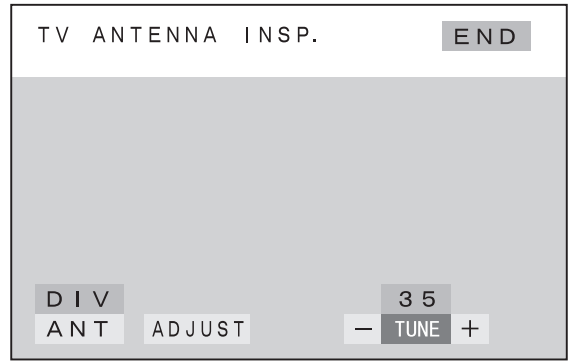 TV ANTENNA INSP. END
DIV 35
ANT ADJUST − TUNE +